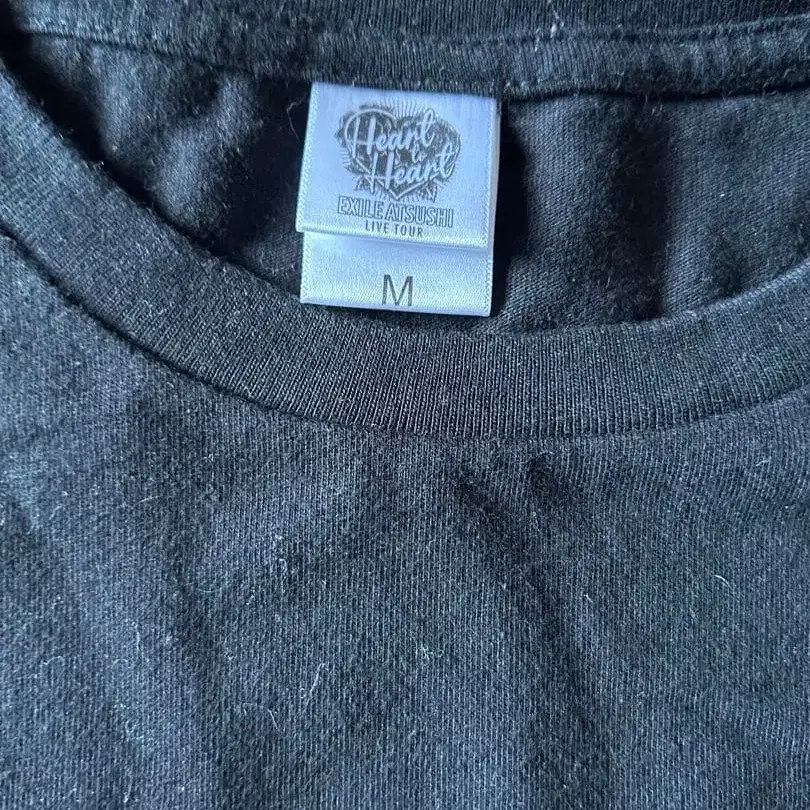 Heart
to
Heart
EXILE ATSUSHI
LIVE TOUR
M